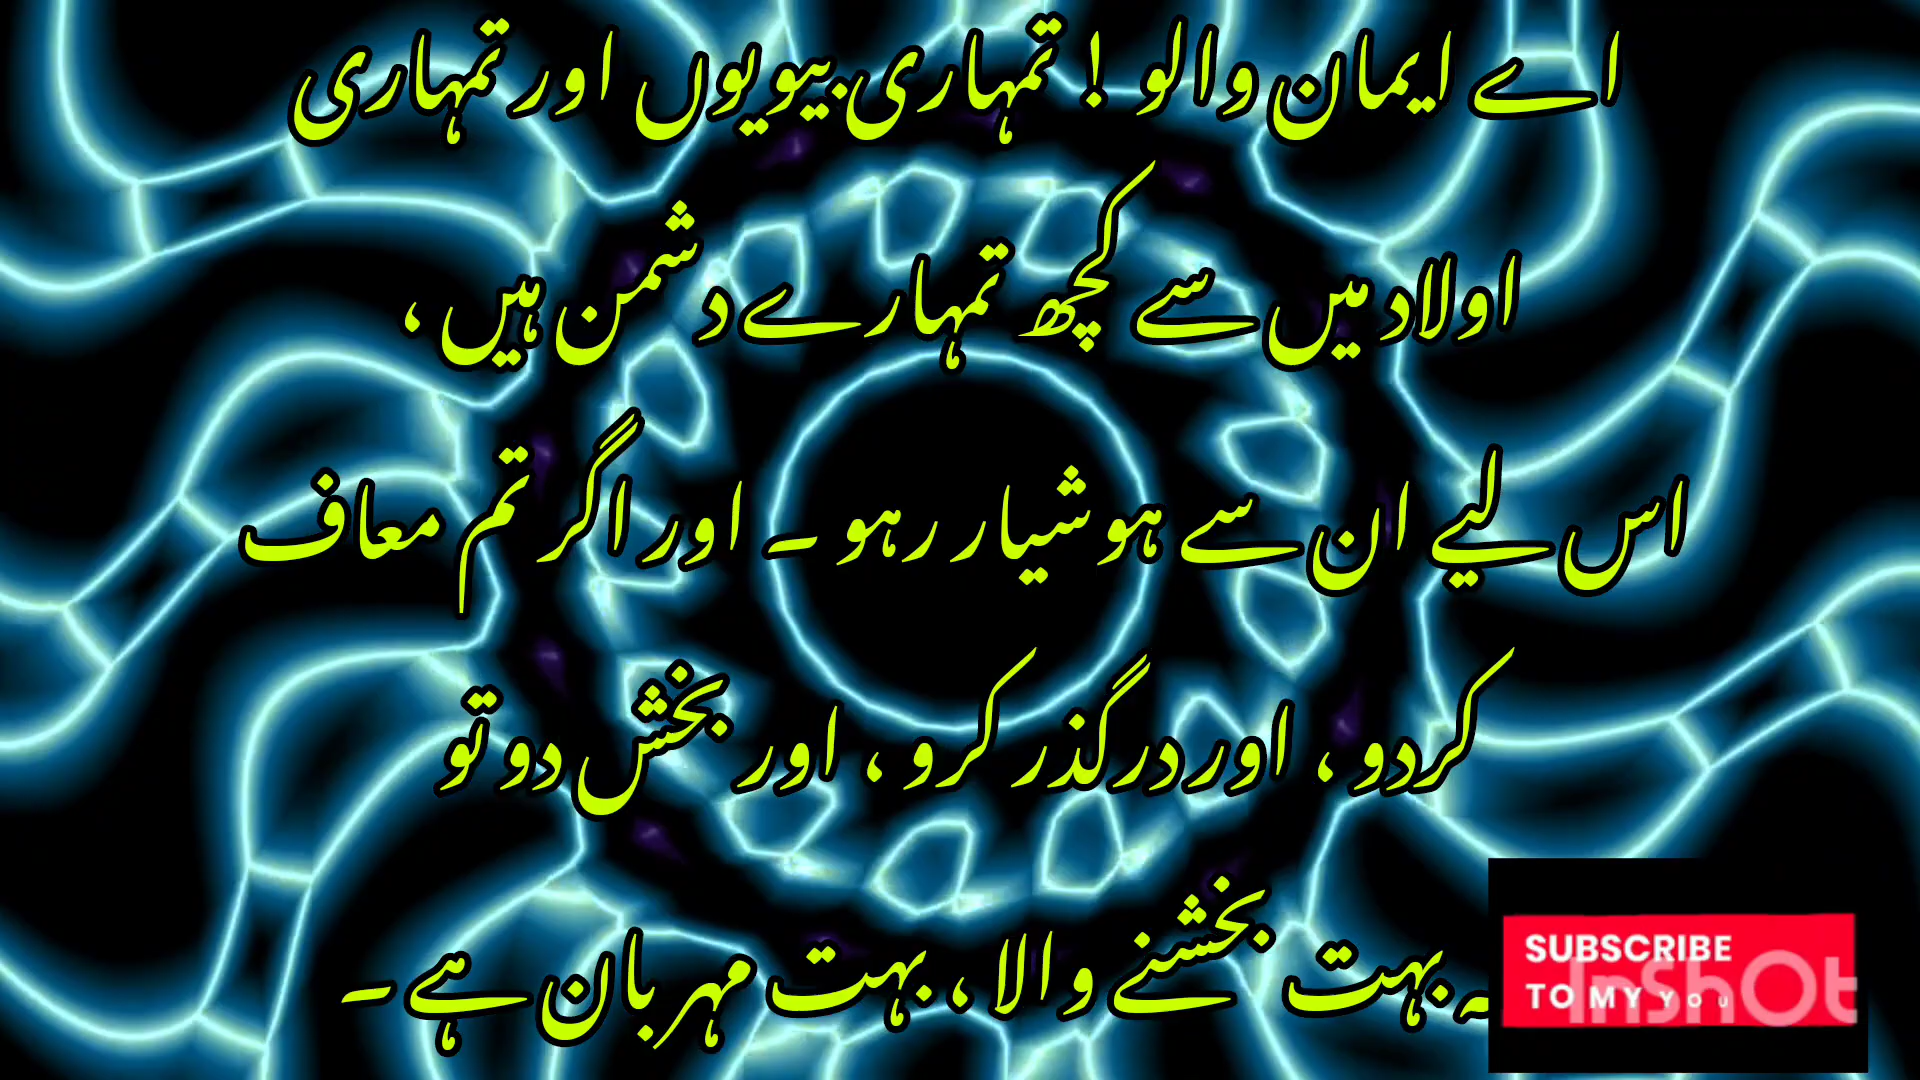 اے ایمان والو ! تمہاری بیویوں اور تمہاری
اولاد میں سے کچھ تمہارے دشمن ہیں ،
اس لیے ان سے ہوشیار رہو ۔ اور اگر تم معاف
کردو ، اور درگذر کرو ، اور بخش دو تو
بہت بخشنے والا ، بہت مہربان ہے ۔
SUBSCRIBE
TO MY YOU
InShOt